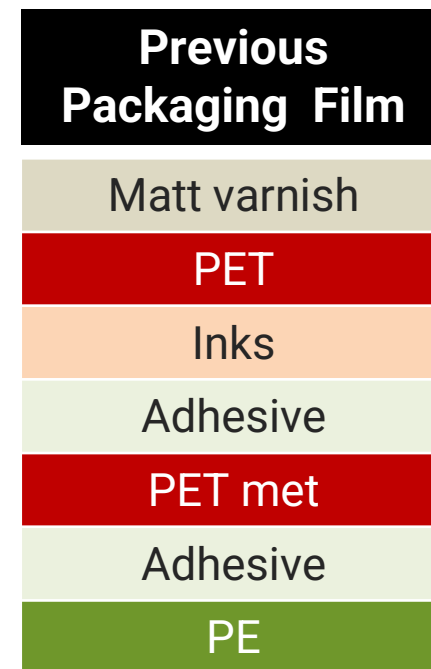 Previous
Packaging Film
Matt varnish
PET
Inks
Adhesive
PET met
Adhesive
PE